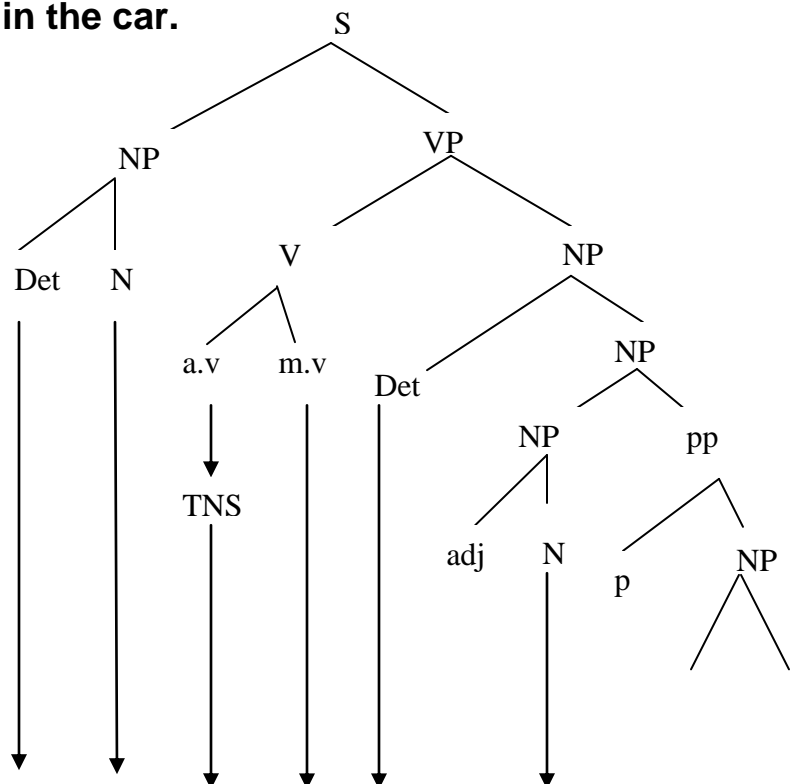 in the car.
S
NP VP
V NP
Det N
a.v m.v Det NP
NP pp
TNS
adj N p NP